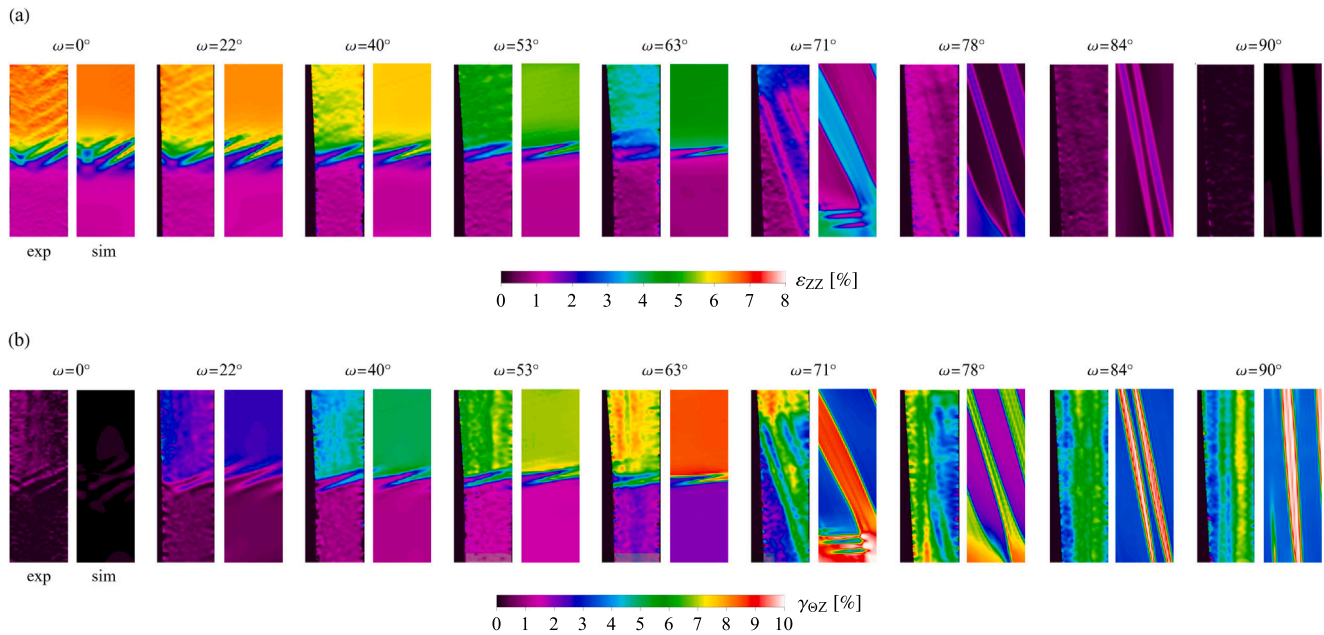 (a)
ω=0° ω=22° ω=40° ω=53° ω=63° ω=71° ω=78° ω=84° ω=90°
exp sim
0 1 2 3 4 5 6 7 8 εZZ [%]
(b)
ω=0° ω=22° ω=40° ω=53° ω=63° ω=71° ω=78° ω=84° ω=90°
exp sim
0 1 2 3 4 5 6 7 8 9 10 γΘZ [%]